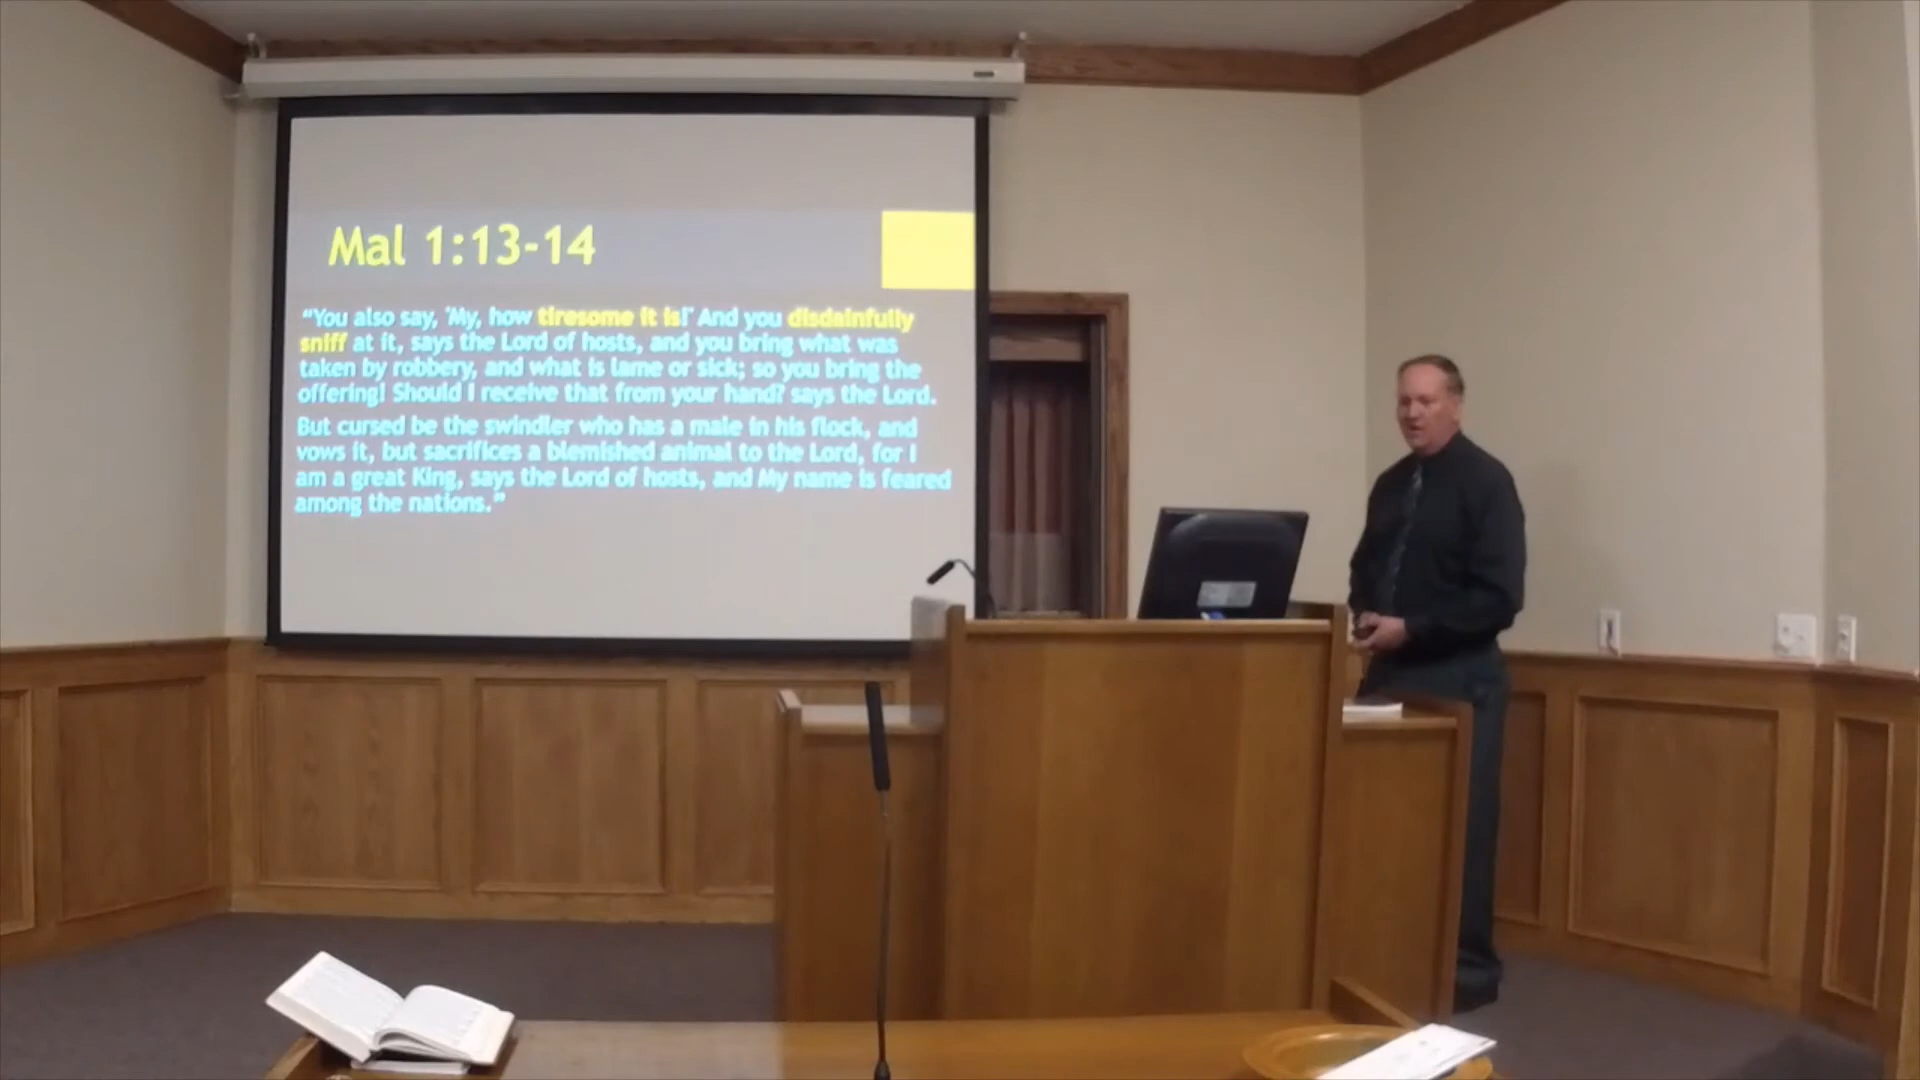 Mal 1:13-14
“You also say, ‘My, how tiresome it is!’ And you disdainfully
sniff at it, says the Lord of hosts, and you bring what was
taken by robbery, and what is lame or sick; so you bring the
offering! Should I receive that from your hand? says the Lord.
But cursed be the swindler who has a male in his flock, and
vows it, but sacrifices a blemished animal to the Lord, for I
am a great King, says the Lord of hosts, and My name is feared
among the nations.”